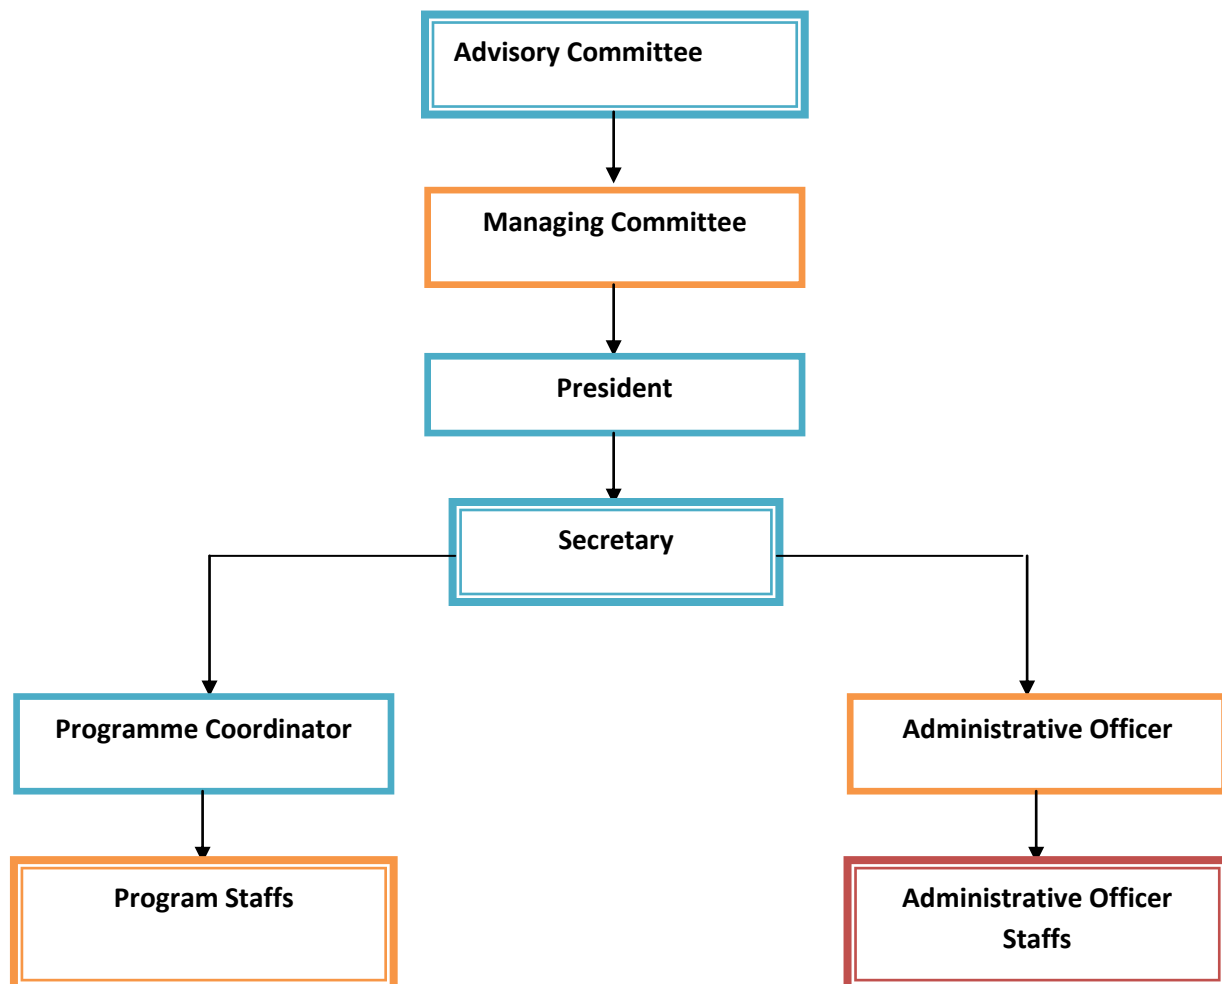 Advisory Committee
Managing Committee
President
Secretary
Programme Coordinator
Administrative Officer
Program Staffs
Administrative Officer
Staffs